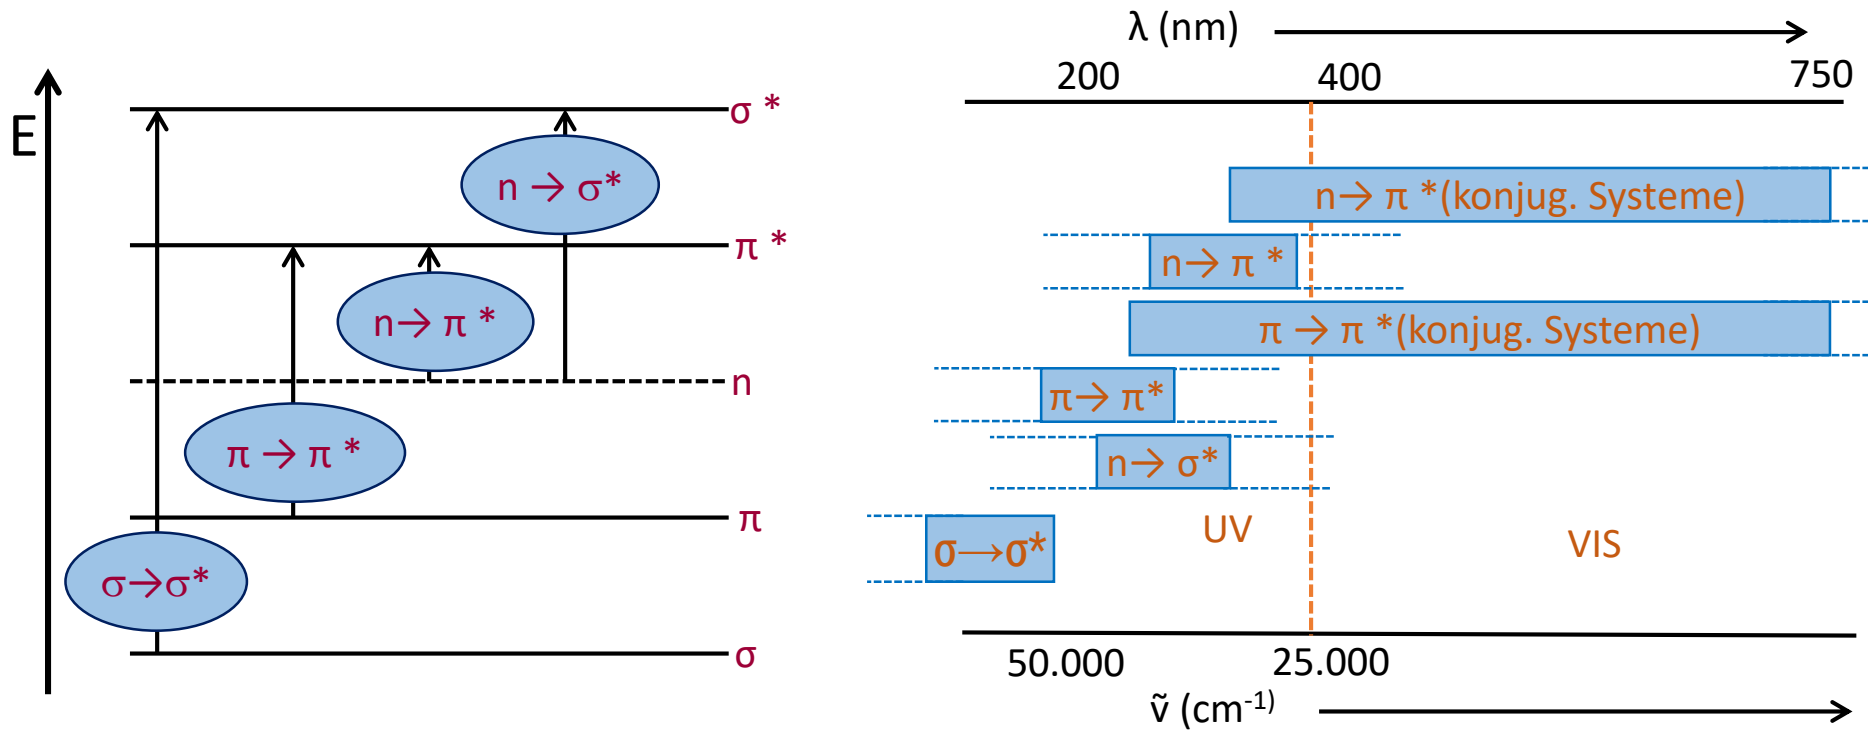 E
σ *
n → σ*
π *
n→ π *
n
π → π *
π
σ→σ*
σ
λ (nm)
200 400 750
n→ π *(konjug. Systeme)
n→ π *
π → π *(konjug. Systeme)
π→ π*
n→ σ*
UV
VIS
σ→σ*
50.000 25.000
ṽ (cm-1)